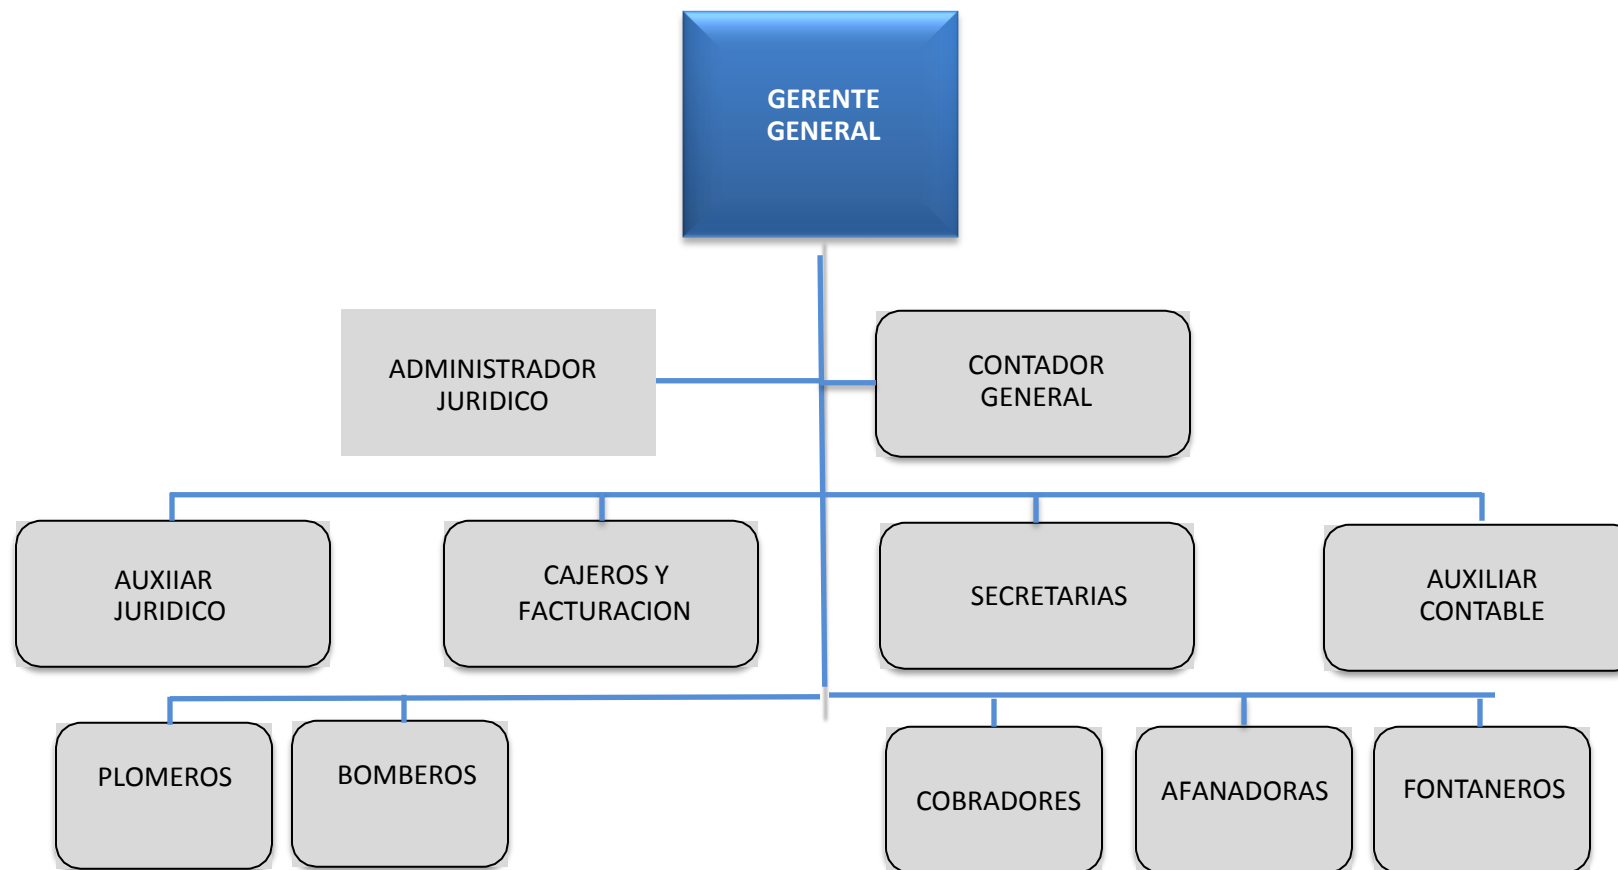 GERENTE
GENERAL
ADMINISTRADOR
JURIDICO
CONTADOR
GENERAL
AUXIIAR
JURIDICO
CAJEROS Y
FACTURACION
SECRETARIAS
AUXILIAR
CONTABLE
PLOMEROS
BOMBEROS
COBRADORES
AFANADORAS
FONTANEROS